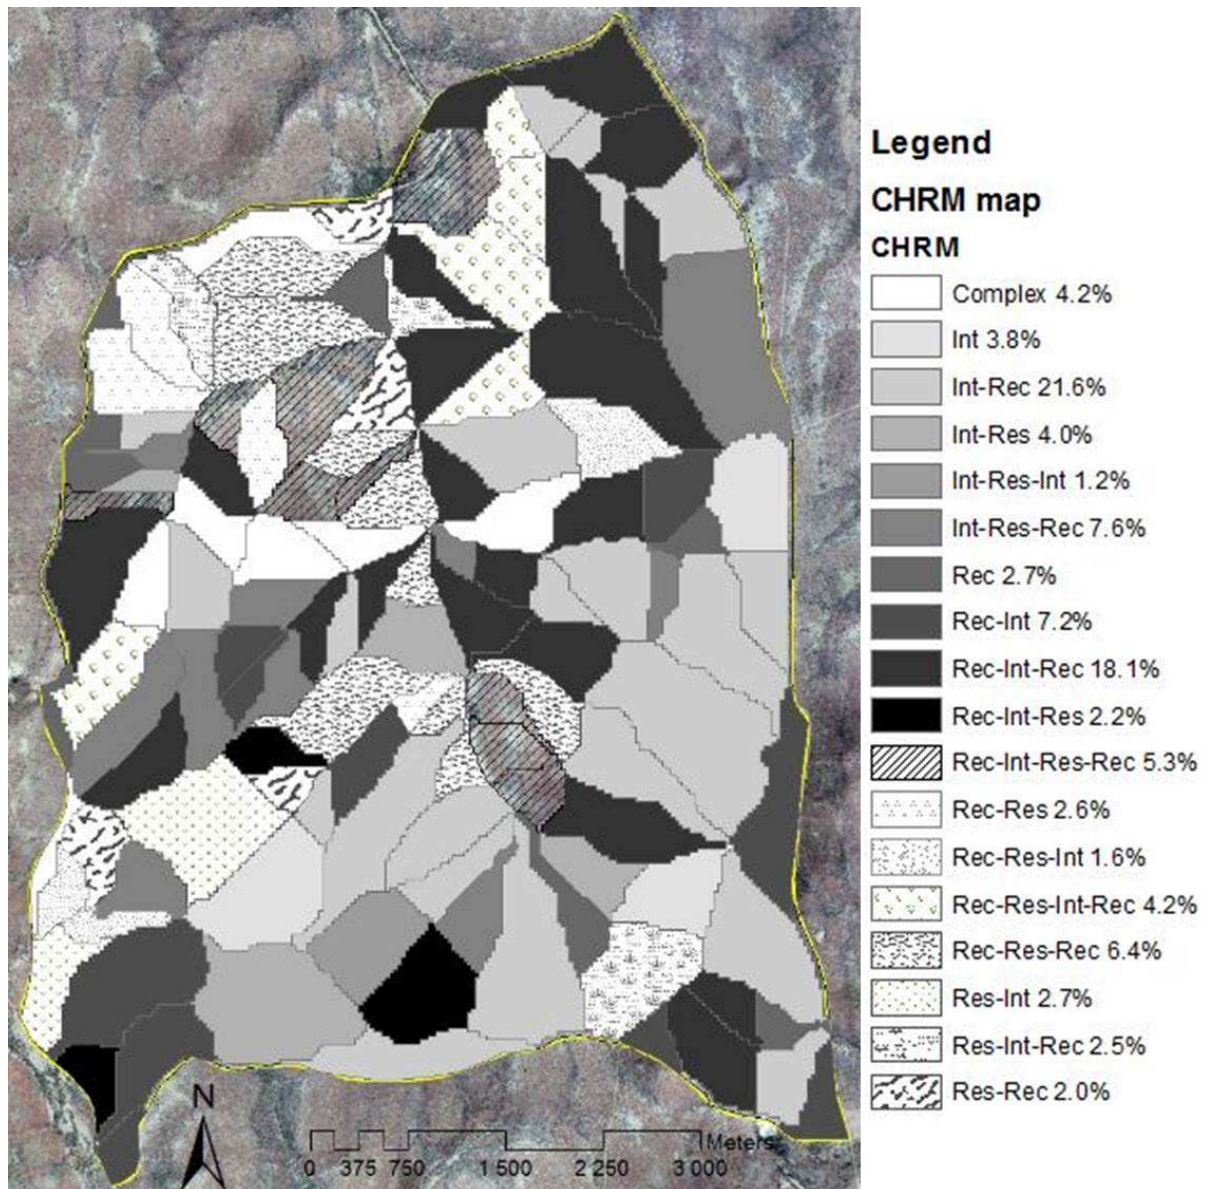 Legend
CHRM map
CHRM
Complex 4.2%
Int 3.8%
Int-Rec 21.6%
Int-Res 4.0%
Int-Res-Int 1.2%
Int-Res-Rec 7.6%
Rec 2.7%
Rec-Int 7.2%
Rec-Int-Rec 18.1%
Rec-Int-Res 2.2%
Rec-Int-Res-Rec 5.3%
Rec-Res 2.6%
Rec-Res-Int 1.6%
Rec-Res-Int-Rec 4.2%
Rec-Res-Rec 6.4%
Res-Int 2.7%
Res-Int-Rec 2.5%
Res-Rec 2.0%
N
Meters
0 375 750 1 500 2 250 3 000